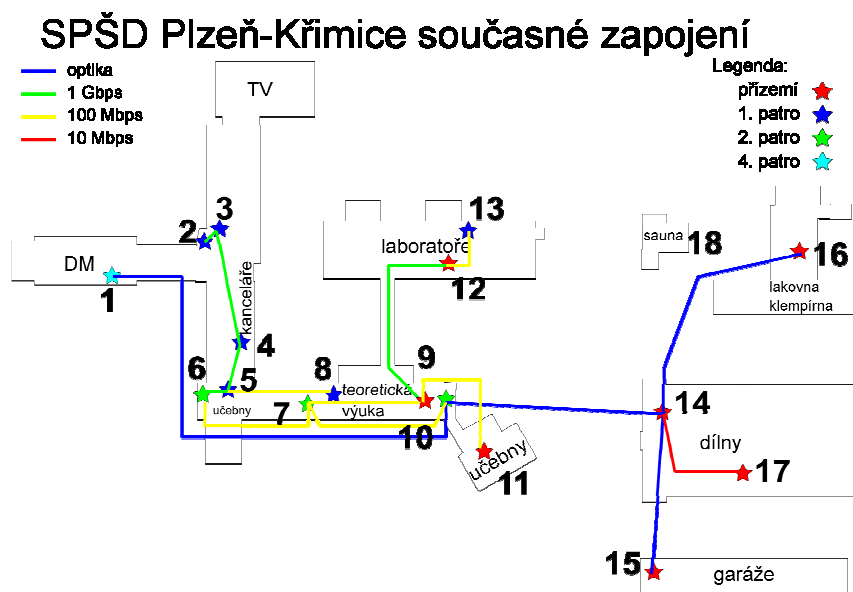 SPŠD Plzeň-Křimice současné zapojení
optika
1 Gbps
100 Mbps
10 Mbps
Legenda:
přízemí
1. patro
2. patro
4. patro
TV
3
2
13
laboratoře
sauna
18
16
DM
1
kanceláře
12
lakovna
klempírna
4
9
6
5
8
teoretická
výuka
učebny
7
10
14
dílny
učebny
11
17
15
garáže